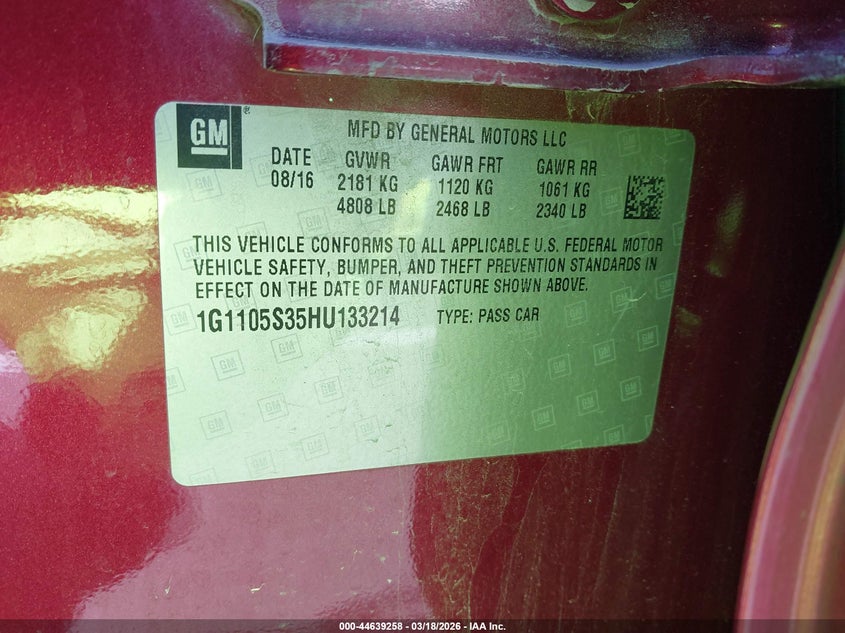 GM
®
MFD BY GENERAL MOTORS LLC
DATE GVWR GAWR FRT GAWR RR
08/16 2181 KG 1120 KG 1061 KG
4808 LB 2468 LB 2340 LB
THIS VEHICLE CONFORMS TO ALL APPLICABLE U.S. FEDERAL MOTOR
VEHICLE SAFETY, BUMPER, AND THEFT PREVENTION STANDARDS IN
EFFECT ON THE DATE OF MANUFACTURE SHOWN ABOVE.
1G1105S35HU133214 TYPE: PASS CAR
000-44639258 — 03/18/2026 — IAA Inc.